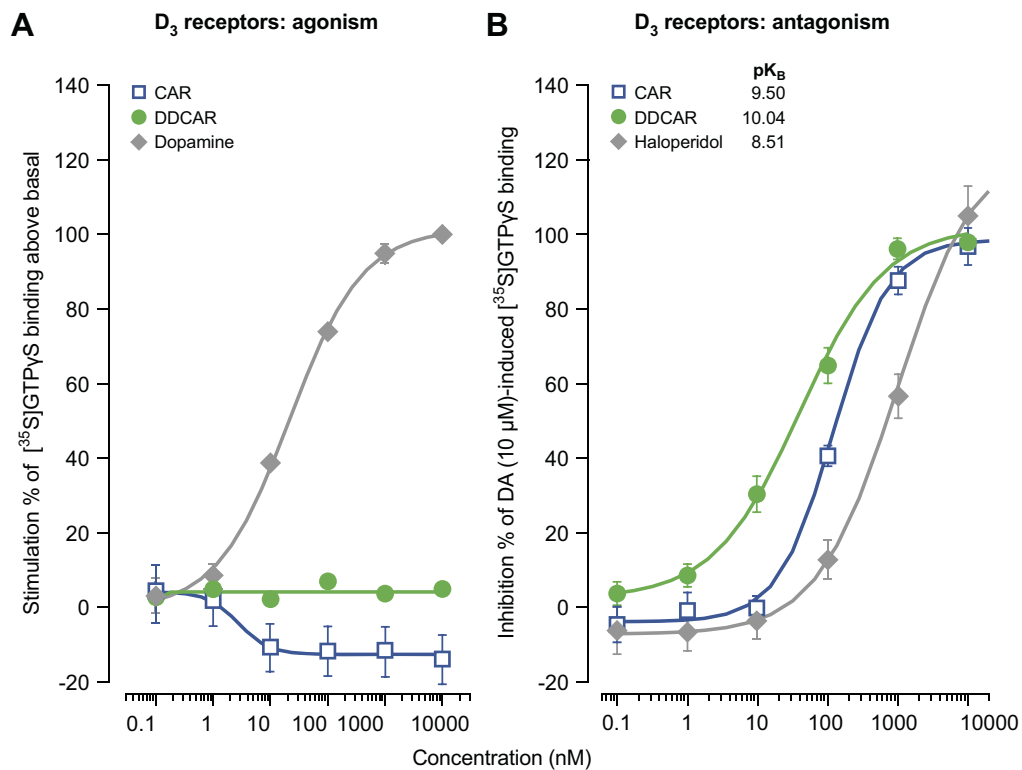 A
D3 receptors: agonism
CAR
DDCAR
Dopamine
Stimulation % of [35S]GTPγS binding above basal
140
120
100
80
60
40
20
0
-20
0.1 1 10 100 1000 10000
B
D3 receptors: antagonism
pKB
CAR 9.50
DDCAR 10.04
Haloperidol 8.51
Inhibition % of DA (10 µM)-induced [35S]GTPγS binding
140
120
100
80
60
40
20
0
-20
0.1 1 10 100 1000 10000
Concentration (nM)